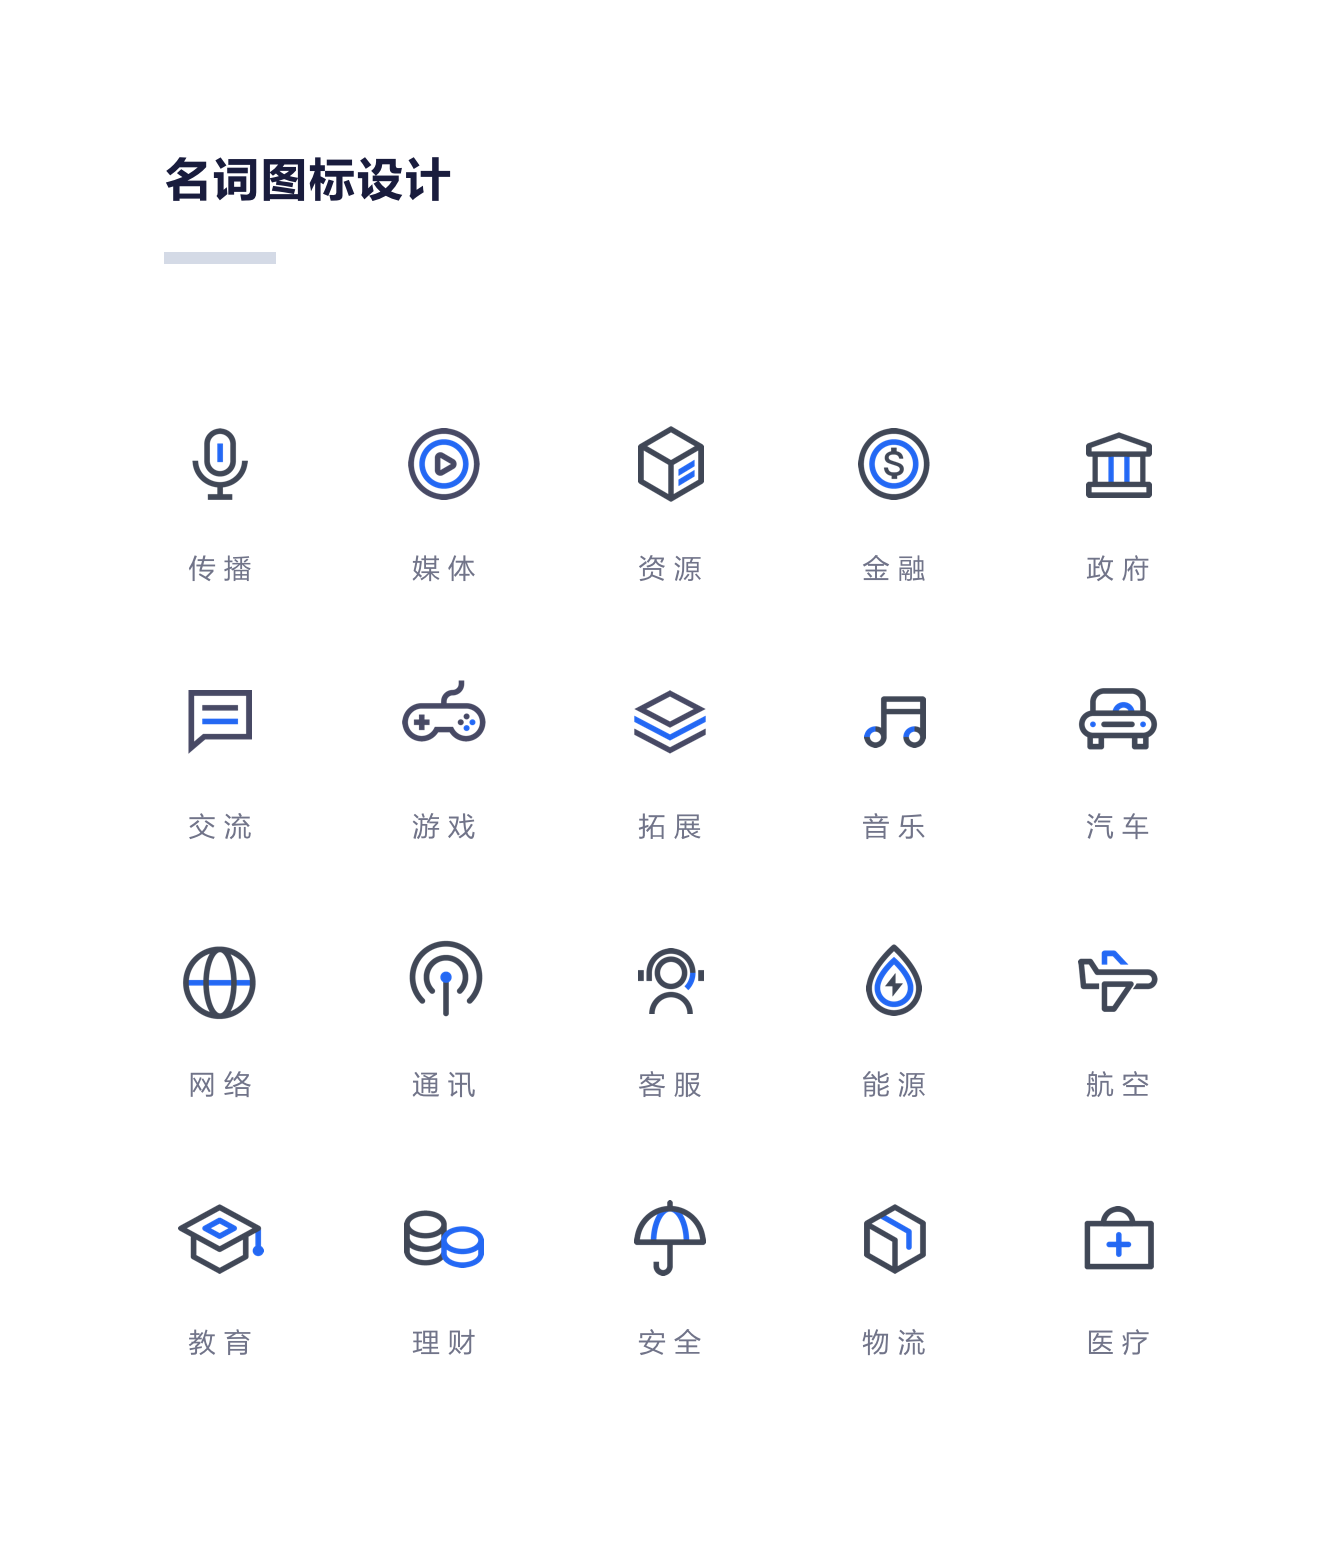 名词图标设计
传播 媒体 资源 金融 政府
交流 游戏 拓展 音乐 汽车
网络 通讯 客服 能源 航空
教育 理财 安全 物流 医疗